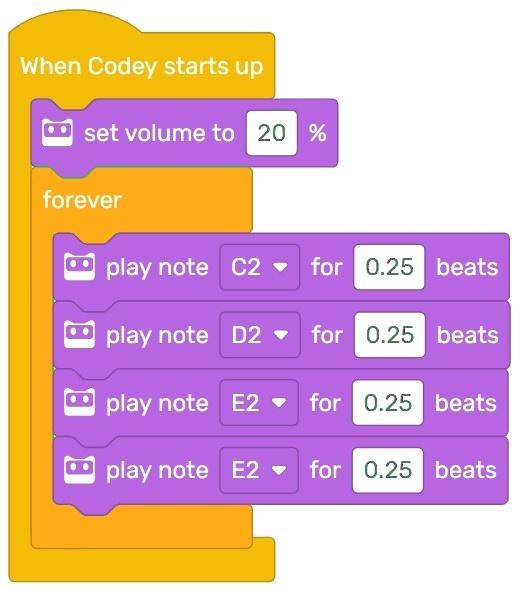 When Codey starts up
set volume to 20 %
forever
play note C2 for 0.25 beats
play note D2 for 0.25 beats
play note E2 for 0.25 beats
play note E2 for 0.25 beats